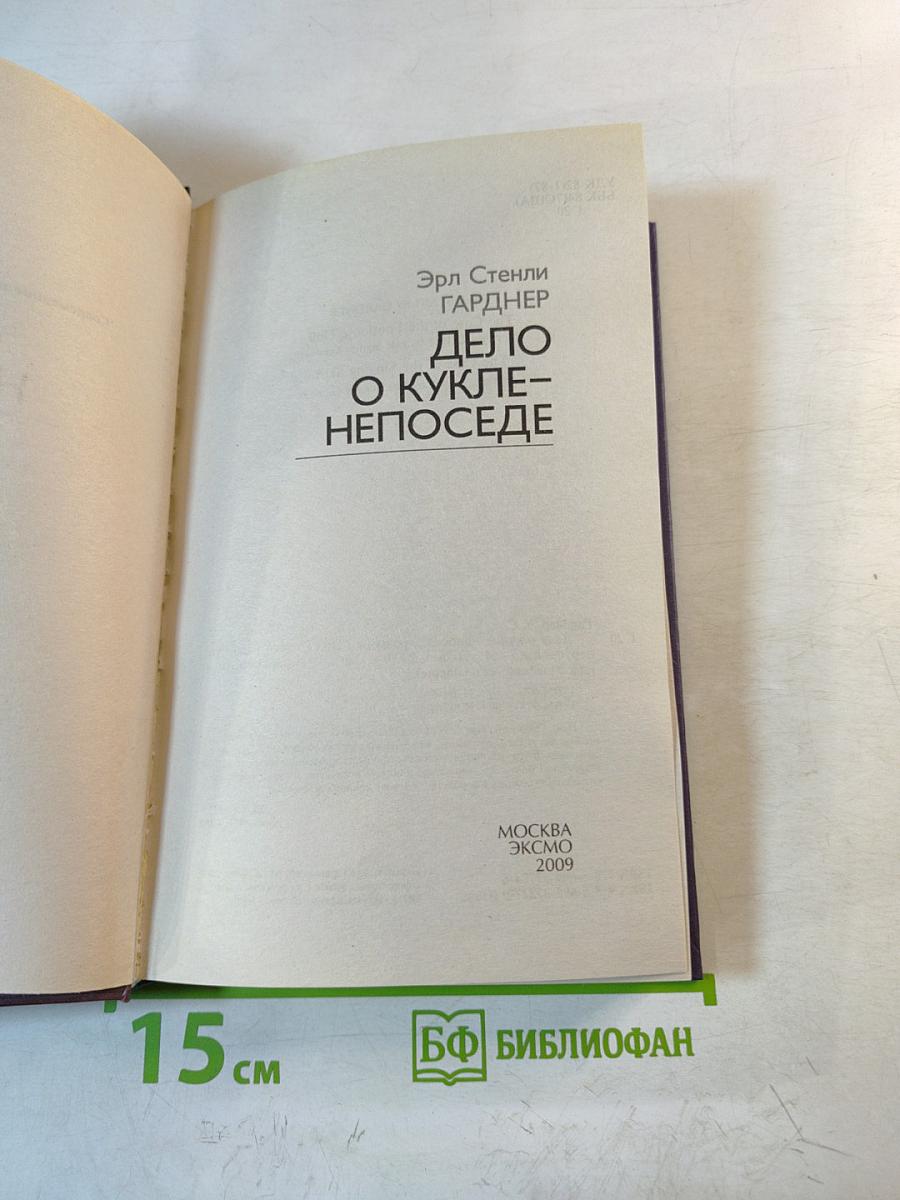 Эрл Стенли
ГАРДНЕР
ДЕЛО
О КУКЛЕ–
НЕПОСЕДЕ
МОСКВА
ЭКСМО
2009
15 см
БФ БИБЛИОФАН